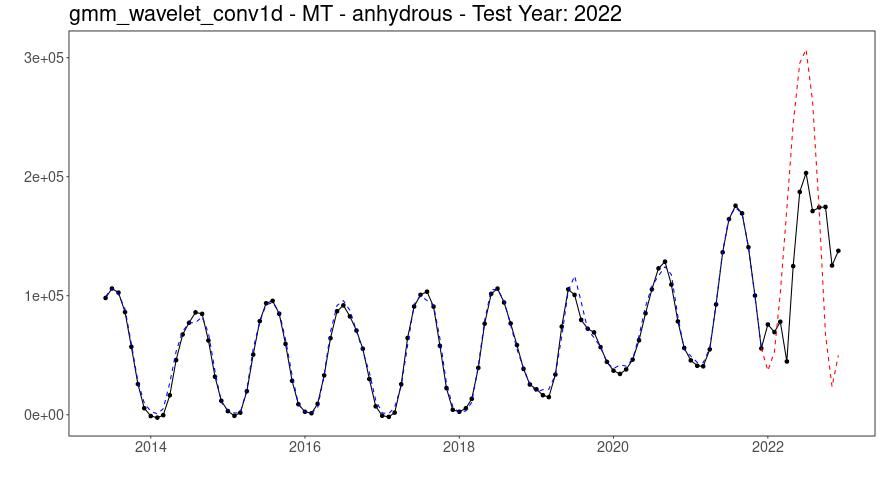 gmm_wavelet_conv1d - MT - anhydrous - Test Year: 2022
3e+05
2e+05
1e+05
0e+00
2014 2016 2018 2020 2022